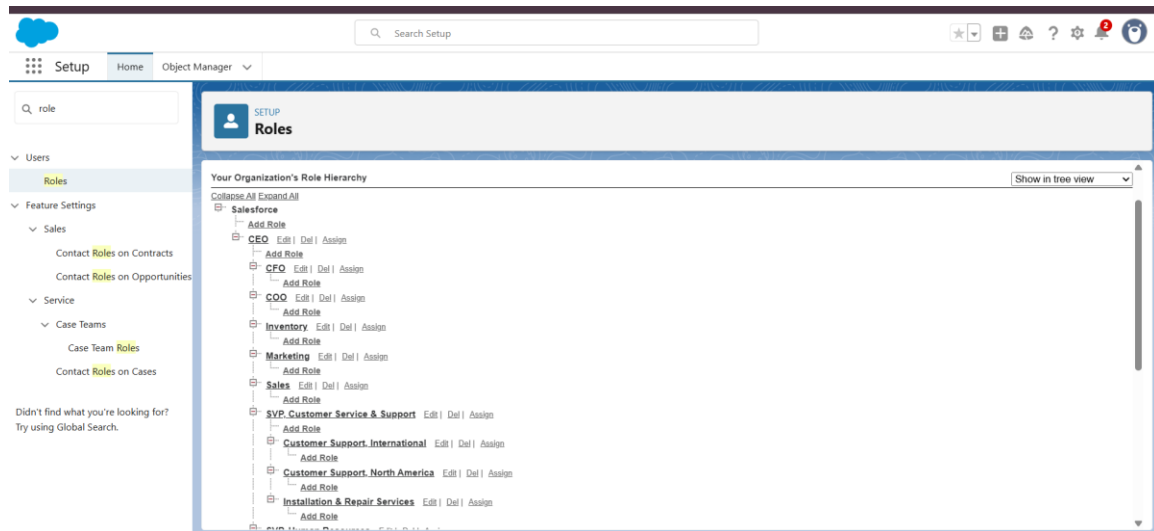 Search Setup
2
Setup
Home
Object Manager
role
Users
Roles
Feature Settings
Sales
Contact Roles on Contracts
Contact Roles on Opportunities
Service
Case Teams
Case Team Roles
Contact Roles on Cases
Didn't find what you're looking for?
Try using Global Search.
SETUP
Roles
Your Organization's Role Hierarchy
Show in tree view
Collapse All Expand All
Salesforce
Add Role
CEO Edit | Del | Assign
Add Role
CFO Edit | Del | Assign
Add Role
COO Edit | Del | Assign
Add Role
Inventory Edit | Del | Assign
Add Role
Marketing Edit | Del | Assign
Add Role
Sales Edit | Del | Assign
Add Role
SVP, Customer Service & Support Edit | Del | Assign
Add Role
Customer Support, International Edit | Del | Assign
Add Role
Customer Support, North America Edit | Del | Assign
Add Role
Installation & Repair Services Edit | Del | Assign
Add Role